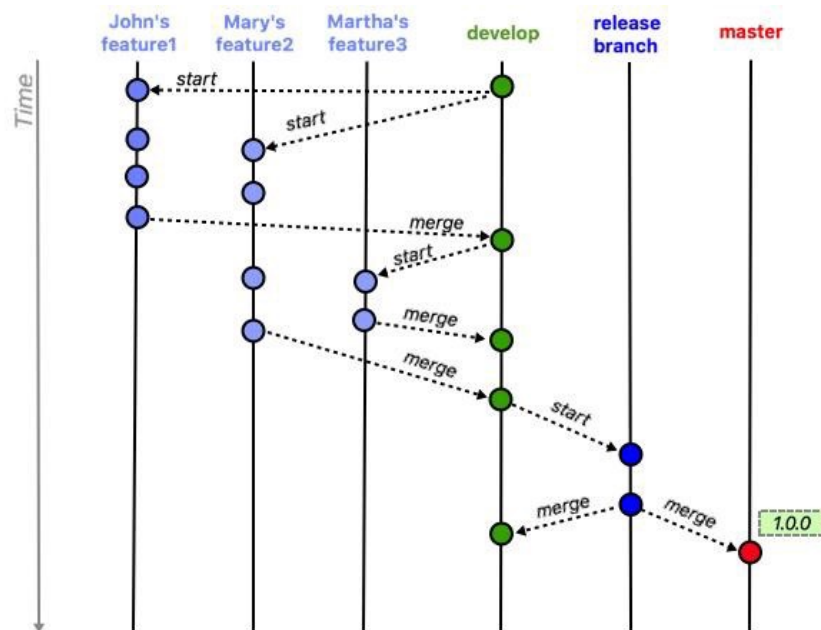 John's
feature1
Mary's
feature2
Martha's
feature3
develop
release
branch
master
Time
start
start
merge
start
merge
merge
start
merge
merge
1.0.0